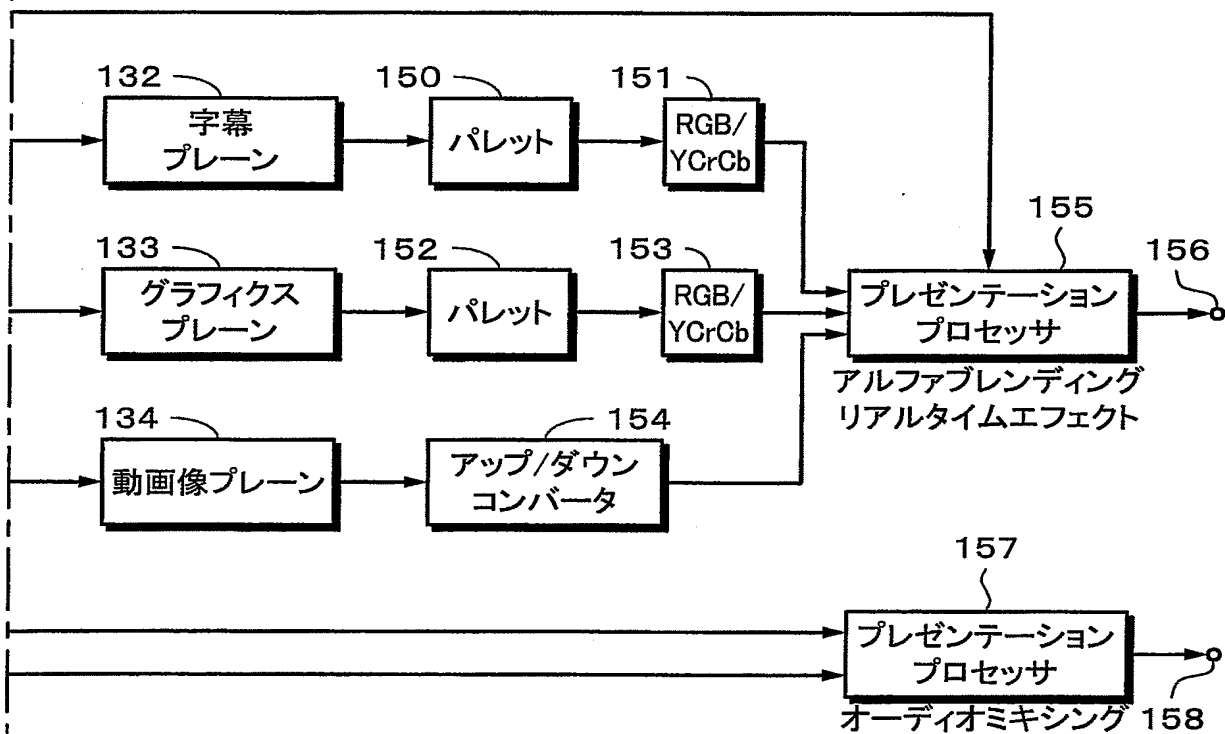 132
字幕
プレーン
150
パレット
151
RGB/
YCrCb
133
グラフィクス
プレーン
152
パレット
153
RGB/
YCrCb
155
プレゼンテーション
プロセッサ
156
アルファブレンディング
リアルタイムエフェクト
134
動画像プレーン
154
アップ/ダウン
コンバータ
157
プレゼンテーション
プロセッサ
オーディオミキシング
158